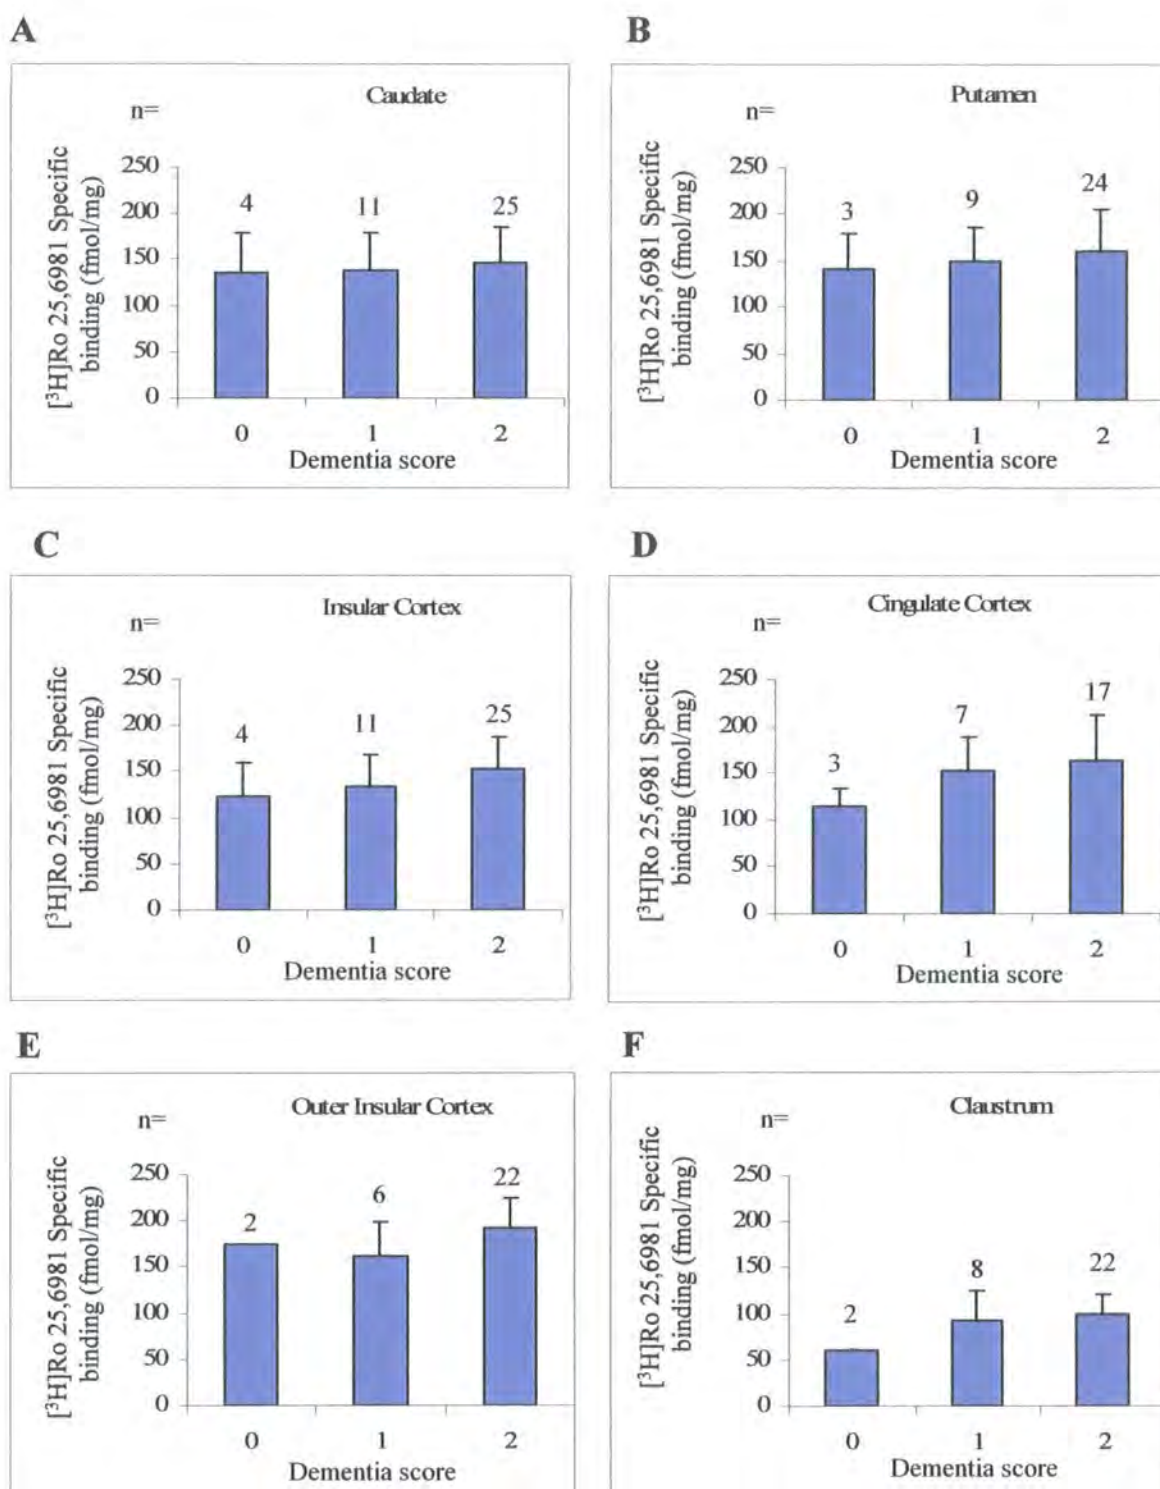 A
Caudate
n=
[³H]Ro 25,6981 Specific
binding (fmol/mg)
250
200
150
100
50
0
4
11
25
0
1
2
Dementia score
B
Putamen
n=
[³H]Ro 25,6981 Specific
binding (fmol/mg)
250
200
150
100
50
0
3
9
24
0
1
2
Dementia score
C
Insular Cortex
n=
[³H]Ro 25,6981 Specific
binding (fmol/mg)
250
200
150
100
50
0
4
11
25
0
1
2
Dementia score
D
Cingulate Cortex
n=
[³H]Ro 25,6981 Specific
binding (fmol/mg)
250
200
150
100
50
0
3
7
17
0
1
2
Dementia score
E
Outer Insular Cortex
n=
[³H]Ro 25,6981 Specific
binding (fmol/mg)
250
200
150
100
50
0
2
6
22
0
1
2
Dementia score
F
Claustrum
n=
[³H]Ro 25,6981 Specific
binding (fmol/mg)
250
200
150
100
50
0
2
8
22
0
1
2
Dementia score